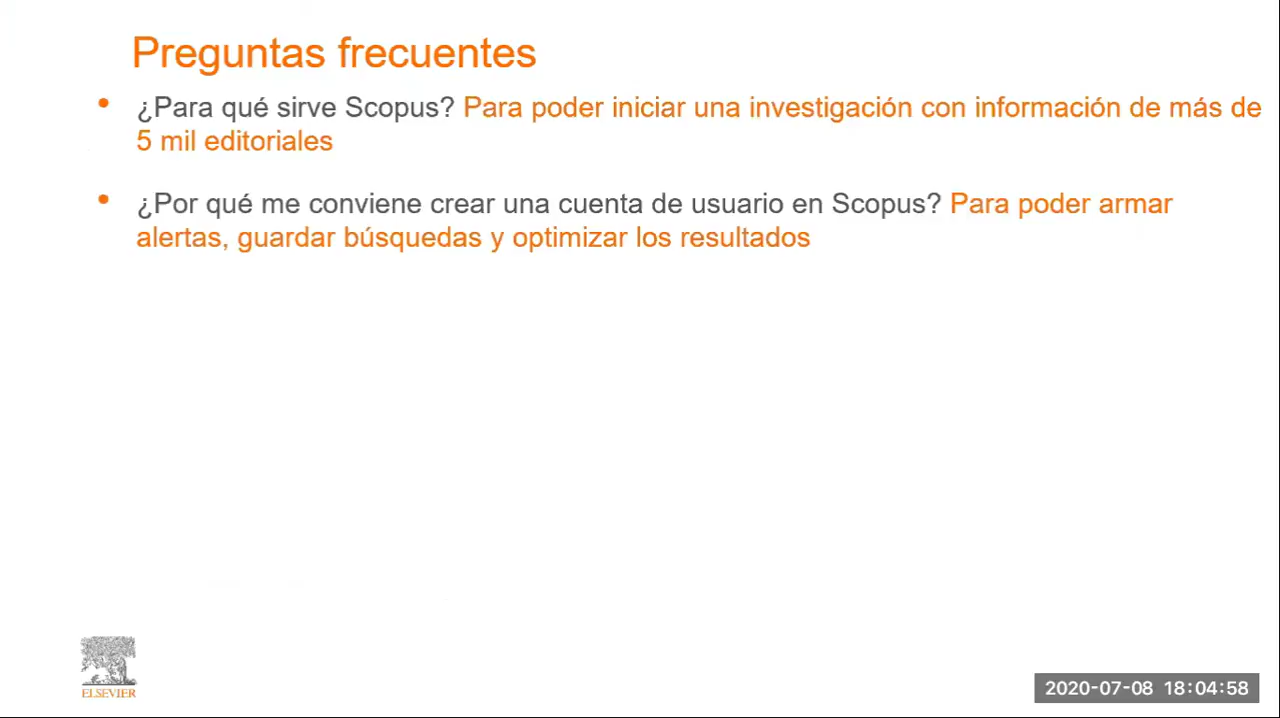 Preguntas frecuentes
• ¿Para qué sirve Scopus? Para poder iniciar una investigación con información de más de
5 mil editoriales
• ¿Por qué me conviene crear una cuenta de usuario en Scopus? Para poder armar
alertas, guardar búsquedas y optimizar los resultados
ELSEVIER
2020-07-08 18:04:58